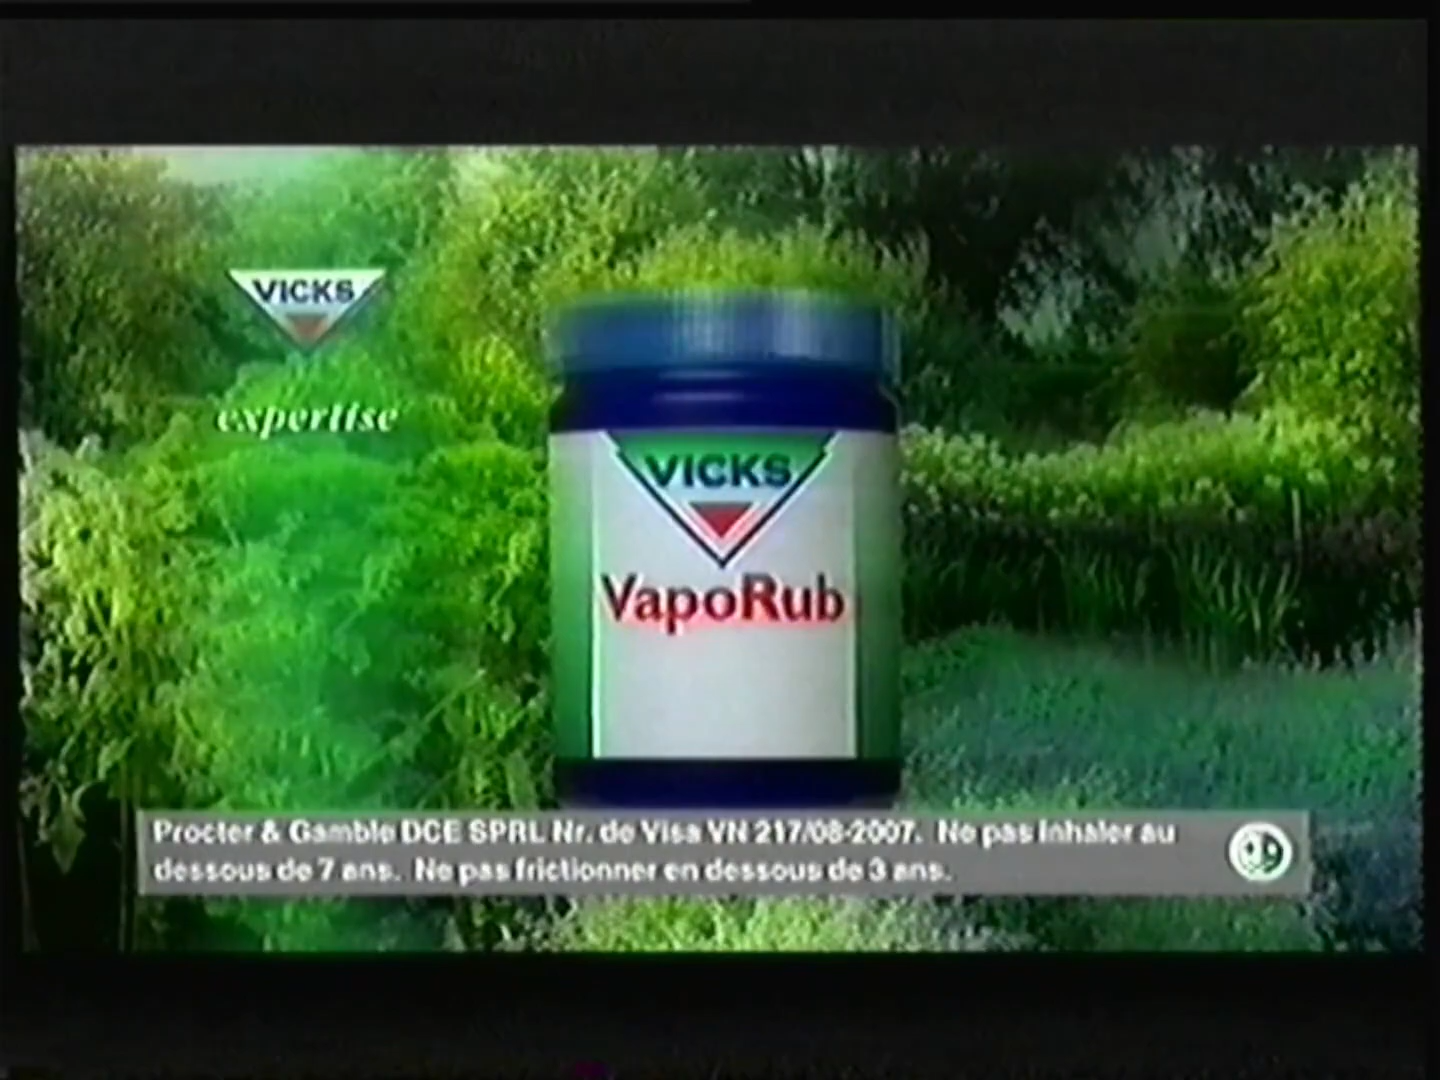 VICKS
expertise
VICKS
VapoRub
Procter & Gamble DCE SPRL Nr. de Visa VN 217/08-2007. Ne pas inhaler au
dessous de 7 ans. Ne pas frictionner en dessous de 3 ans.